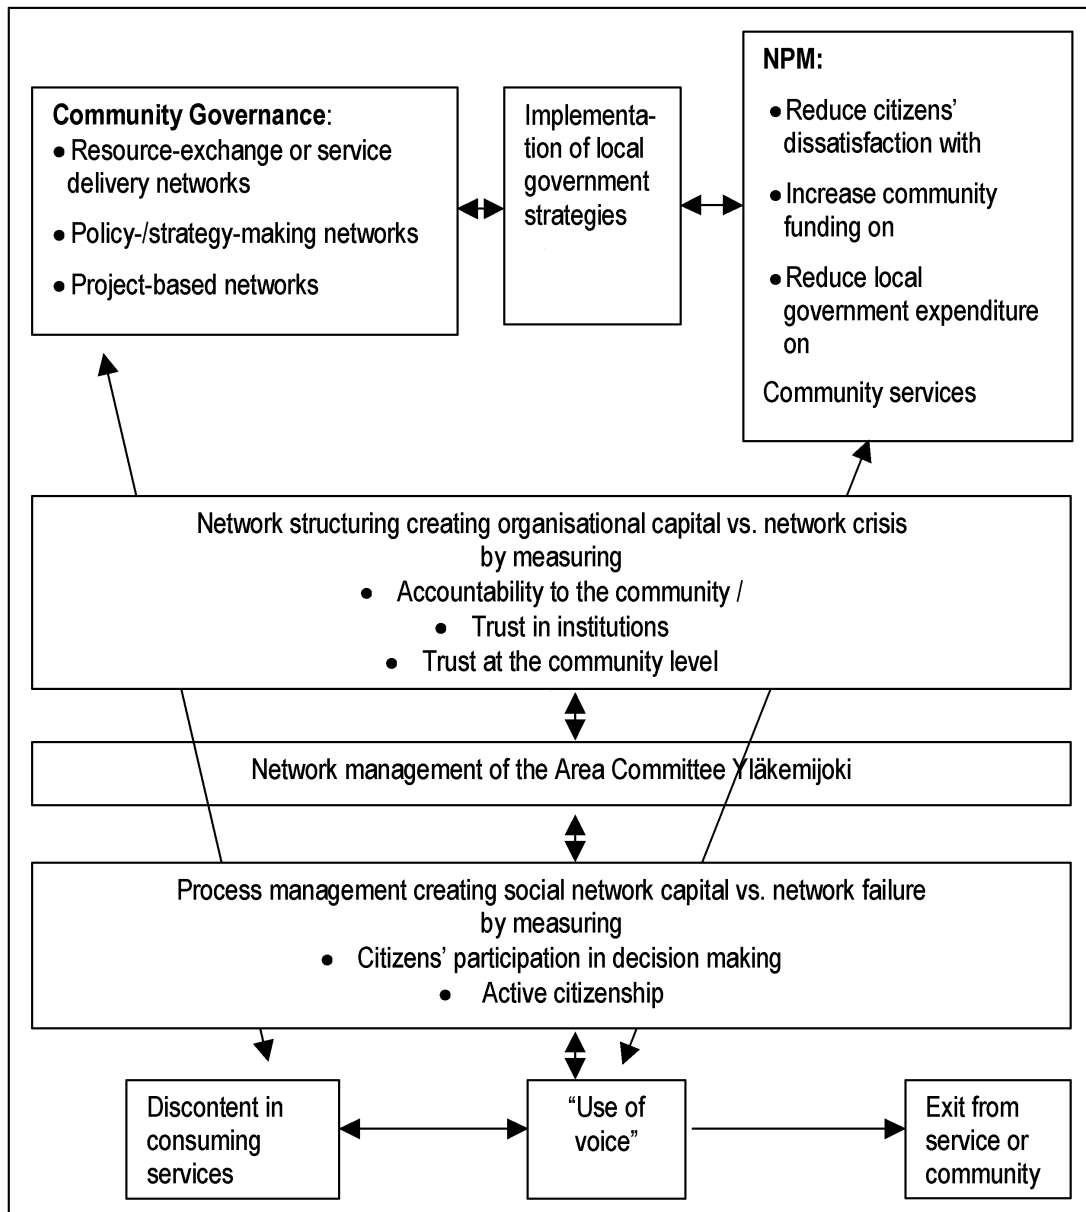 Community Governance:
• Resource-exchange or service
delivery networks
• Policy-/strategy-making networks
• Project-based networks
Implementa-
tion of local
government
strategies
NPM:
• Reduce citizens’
dissatisfaction with
• Increase community
funding on
• Reduce local
government expenditure
on
Community services
Network structuring creating organisational capital vs. network crisis
by measuring
• Accountability to the community /
• Trust in institutions
• Trust at the community level
Network management of the Area Committee Yläkemijoki
Process management creating social network capital vs. network failure
by measuring
• Citizens’ participation in decision making
• Active citizenship
Discontent in
consuming
services
“Use of
voice”
Exit from
service or
community